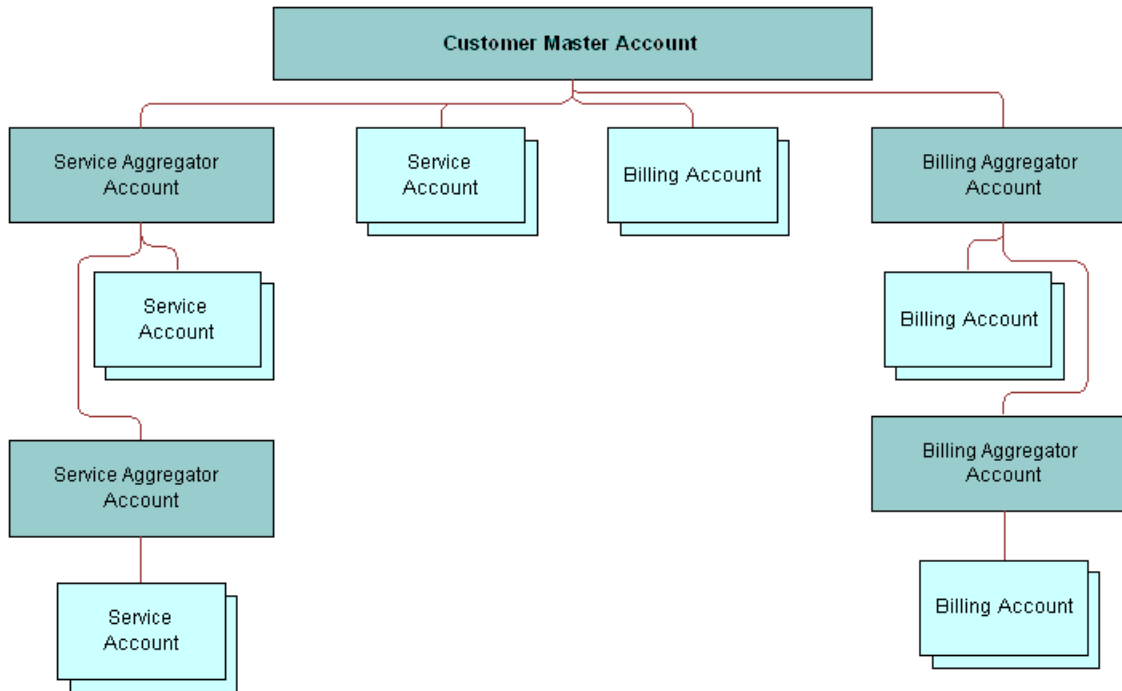 Customer Master Account
Service Aggregator
Account
Service
Account
Billing Account
Billing Aggregator
Account
Service
Account
Billing Account
Service Aggregator
Account
Billing Aggregator
Account
Service
Account
Billing Account